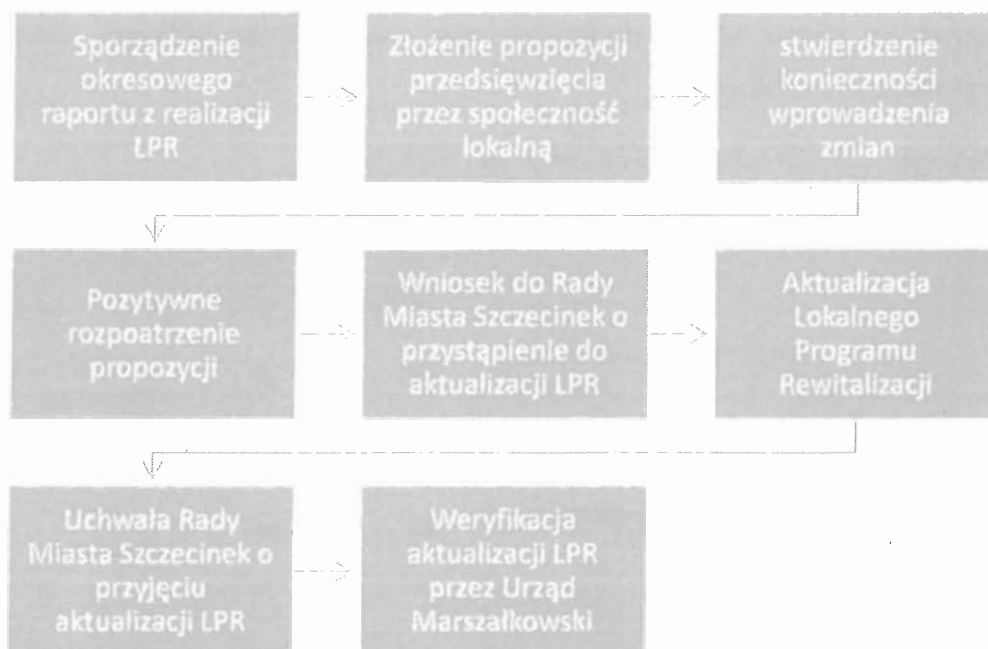 Sporządzenie
okresowego
raportu z realizacji
LPR
Złożenie propozycji
przedsięwzięcia
przez społeczność
lokalną
stwierdzenie
konieczności
wprowadzenia
zmian
Pozytywne
rozpoatrzenie
propozycji
Wniosek do Rady
Miasta Szczecinek o
przystąpienie do
aktualizacji LPR
Aktualizacja
Lokalnego
Programu
Rewitalizacji
Uchwała Rady
Miasta Szczecinek o
przyjęciu
aktualizacji LPR
Weryfikacja
aktualizacji LPR
przez Urząd
Marszałkowski